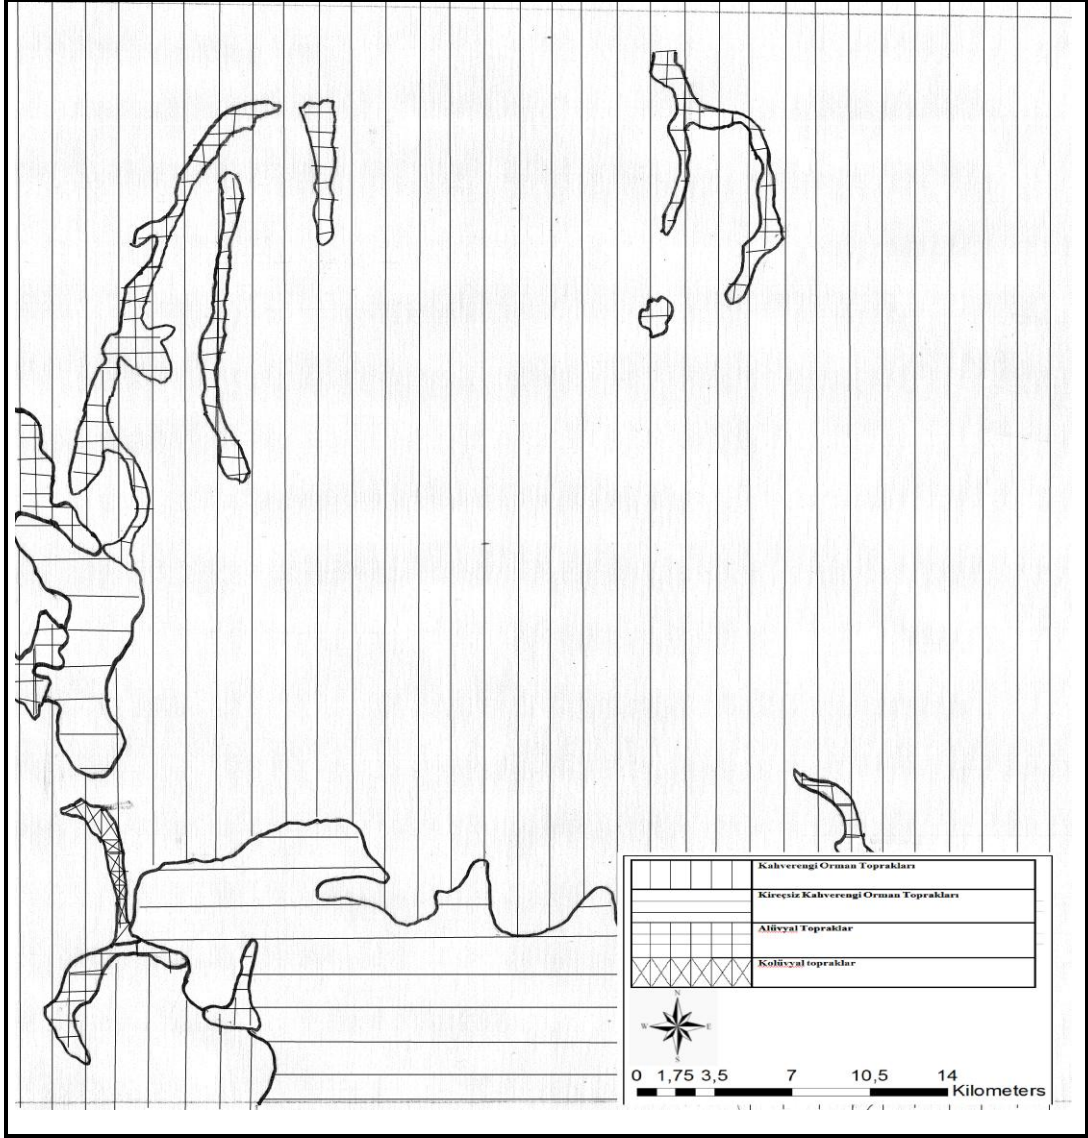 Kahverengi Orman Toprakları
Kireçsiz Kahverengi Orman Toprakları
Alüvyal Topraklar
Kolüvyal topraklar
N
W E
S
0 1,75 3,5 7 10,5 14
Kilometers